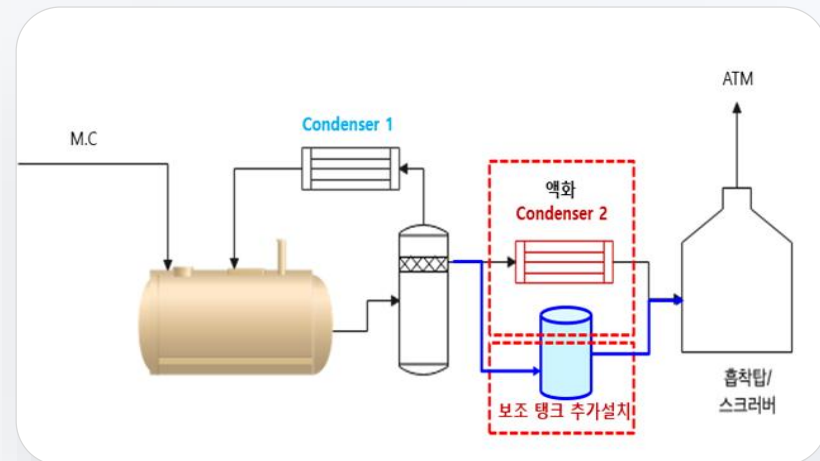 ATM
M.C
Condenser 1
액화
Condenser 2
보조 탱크 추가설치
흡착탑/
스크러버